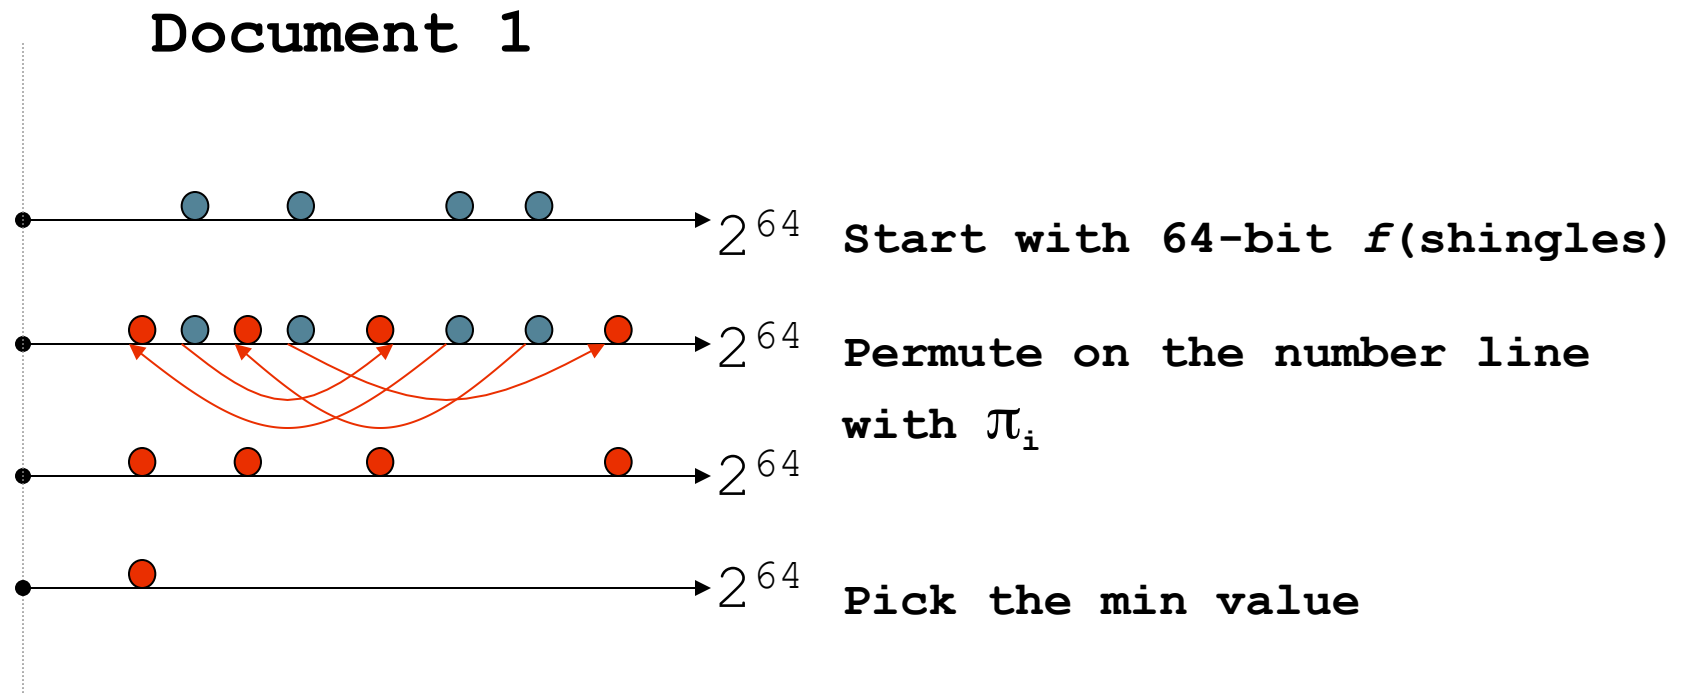 Document 1
2^64
Start with 64-bit f(shingles)
2^64
Permute on the number line
with π_i
2^64
2^64
Pick the min value